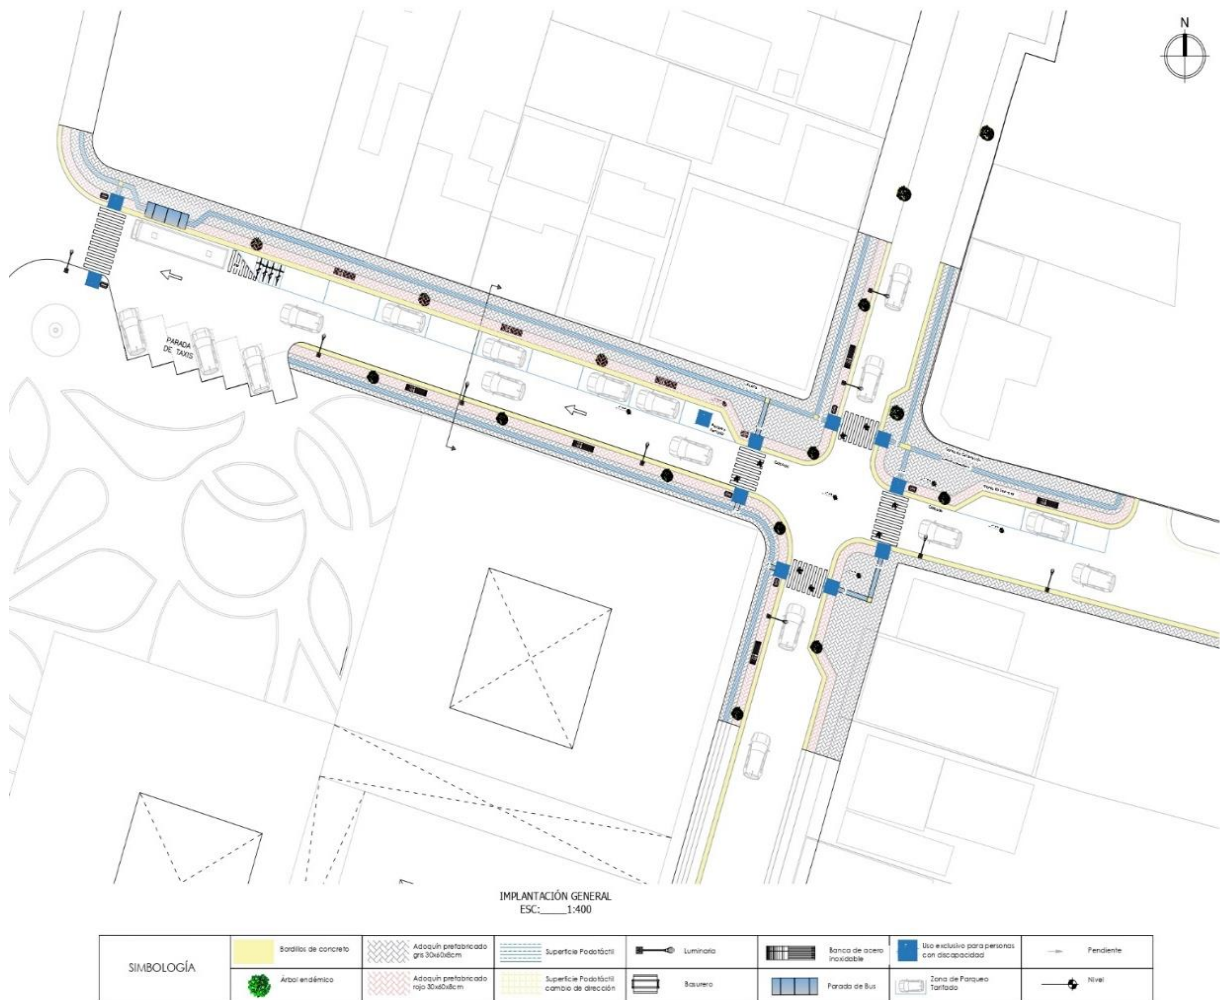 N
PARADA
DE TAXIS
IMPLANTACIÓN GENERAL
ESC:____1:400
SIMBOLOGÍA
Bordillos de concreto
Adoquín prefabricado
gris 30x60x8cm
Superficie Podotáctil
Luminaria
Banca de acero
inoxidable
Uso exclusivo para personas
con discapacidad
Pendiente
Árbol endémico
Adoquín prefabricado
rojo 30x60x8cm
Superficie Podotáctil
cambio de dirección
Basurero
Parada de Bus
Zona de Parqueo
Tarifado
Nivel